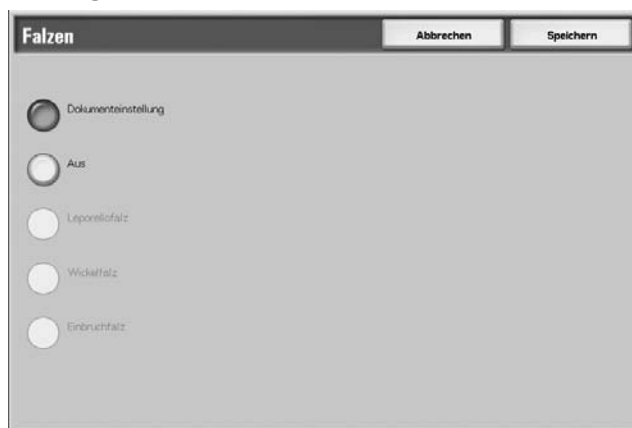 Falzen
Abbrechen
Speichern
Dokumenteinstellung
Aus
Leporellofalz
Wickelfalz
Einbruchfalz